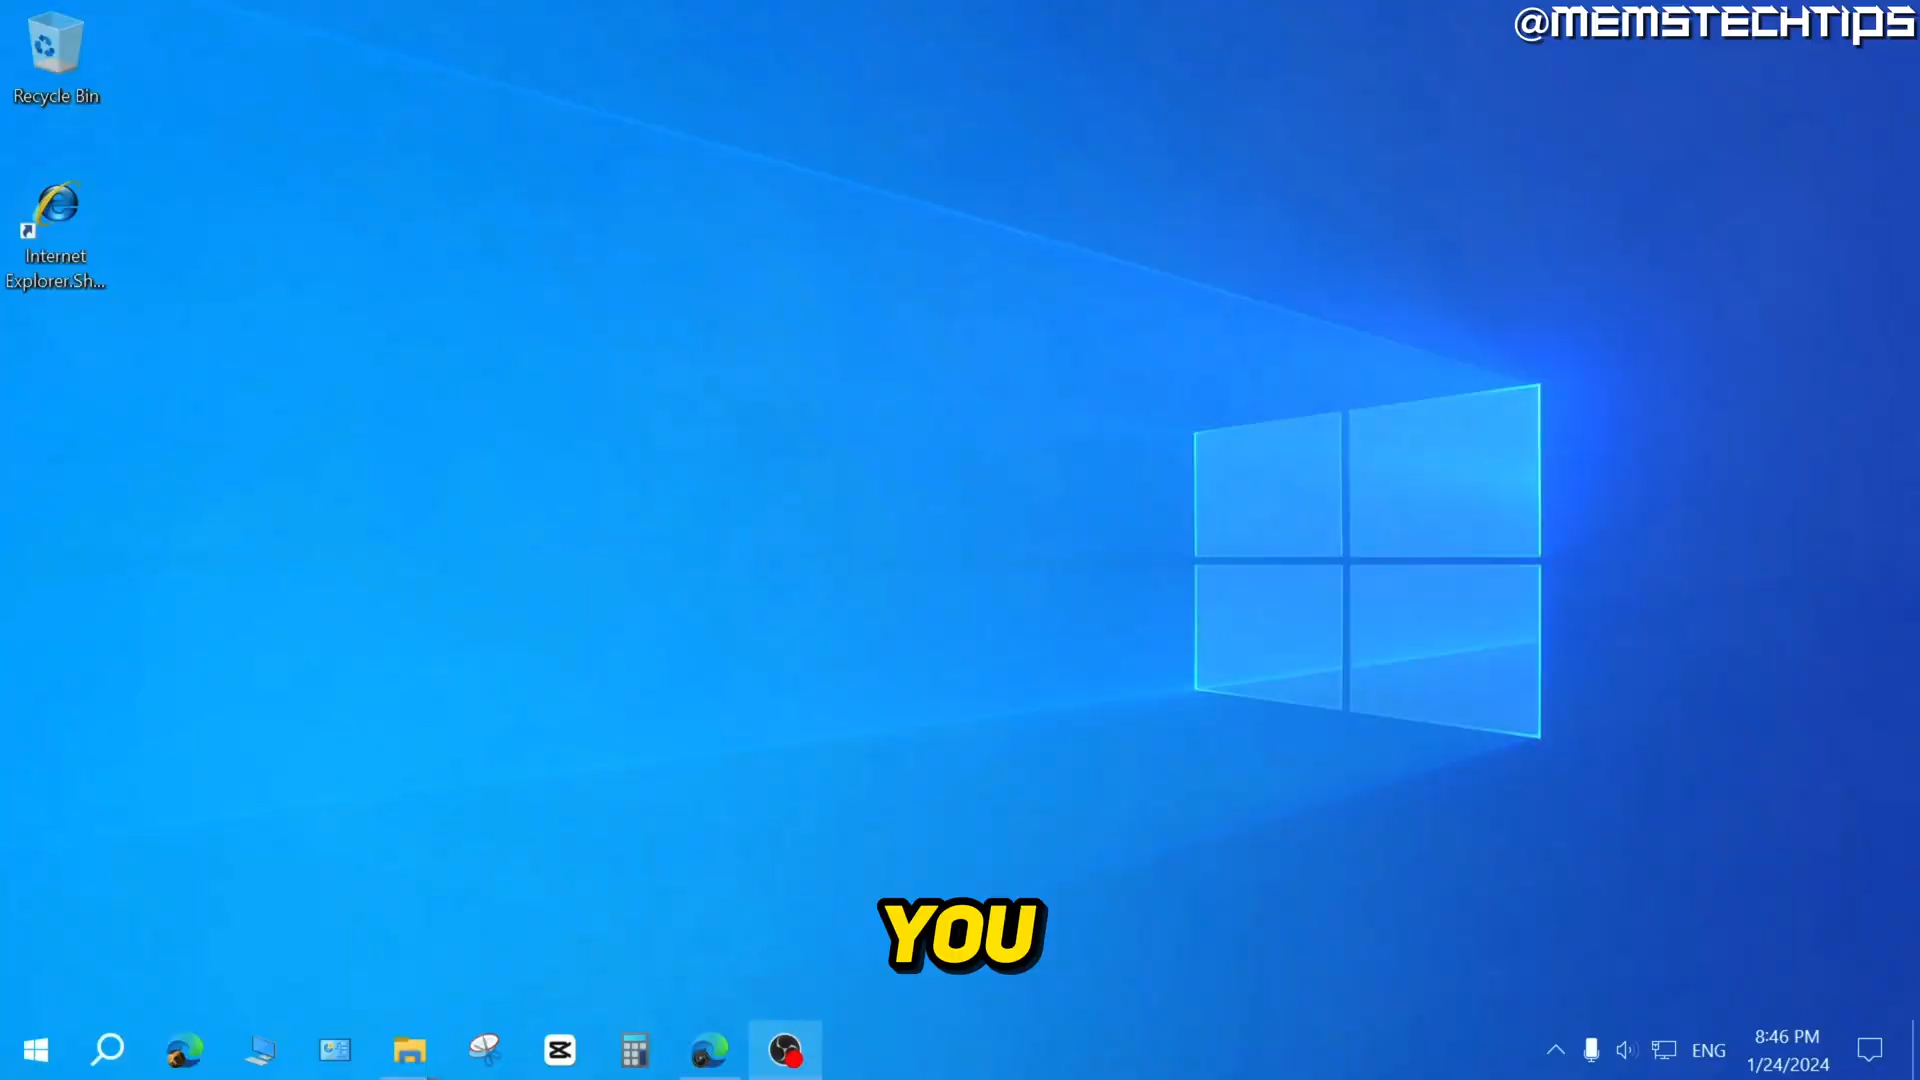 @MEMSTECHTIPS
Recycle Bin
Internet
Explorer.Sh...
YOU
ENG
8:46 PM
1/24/2024